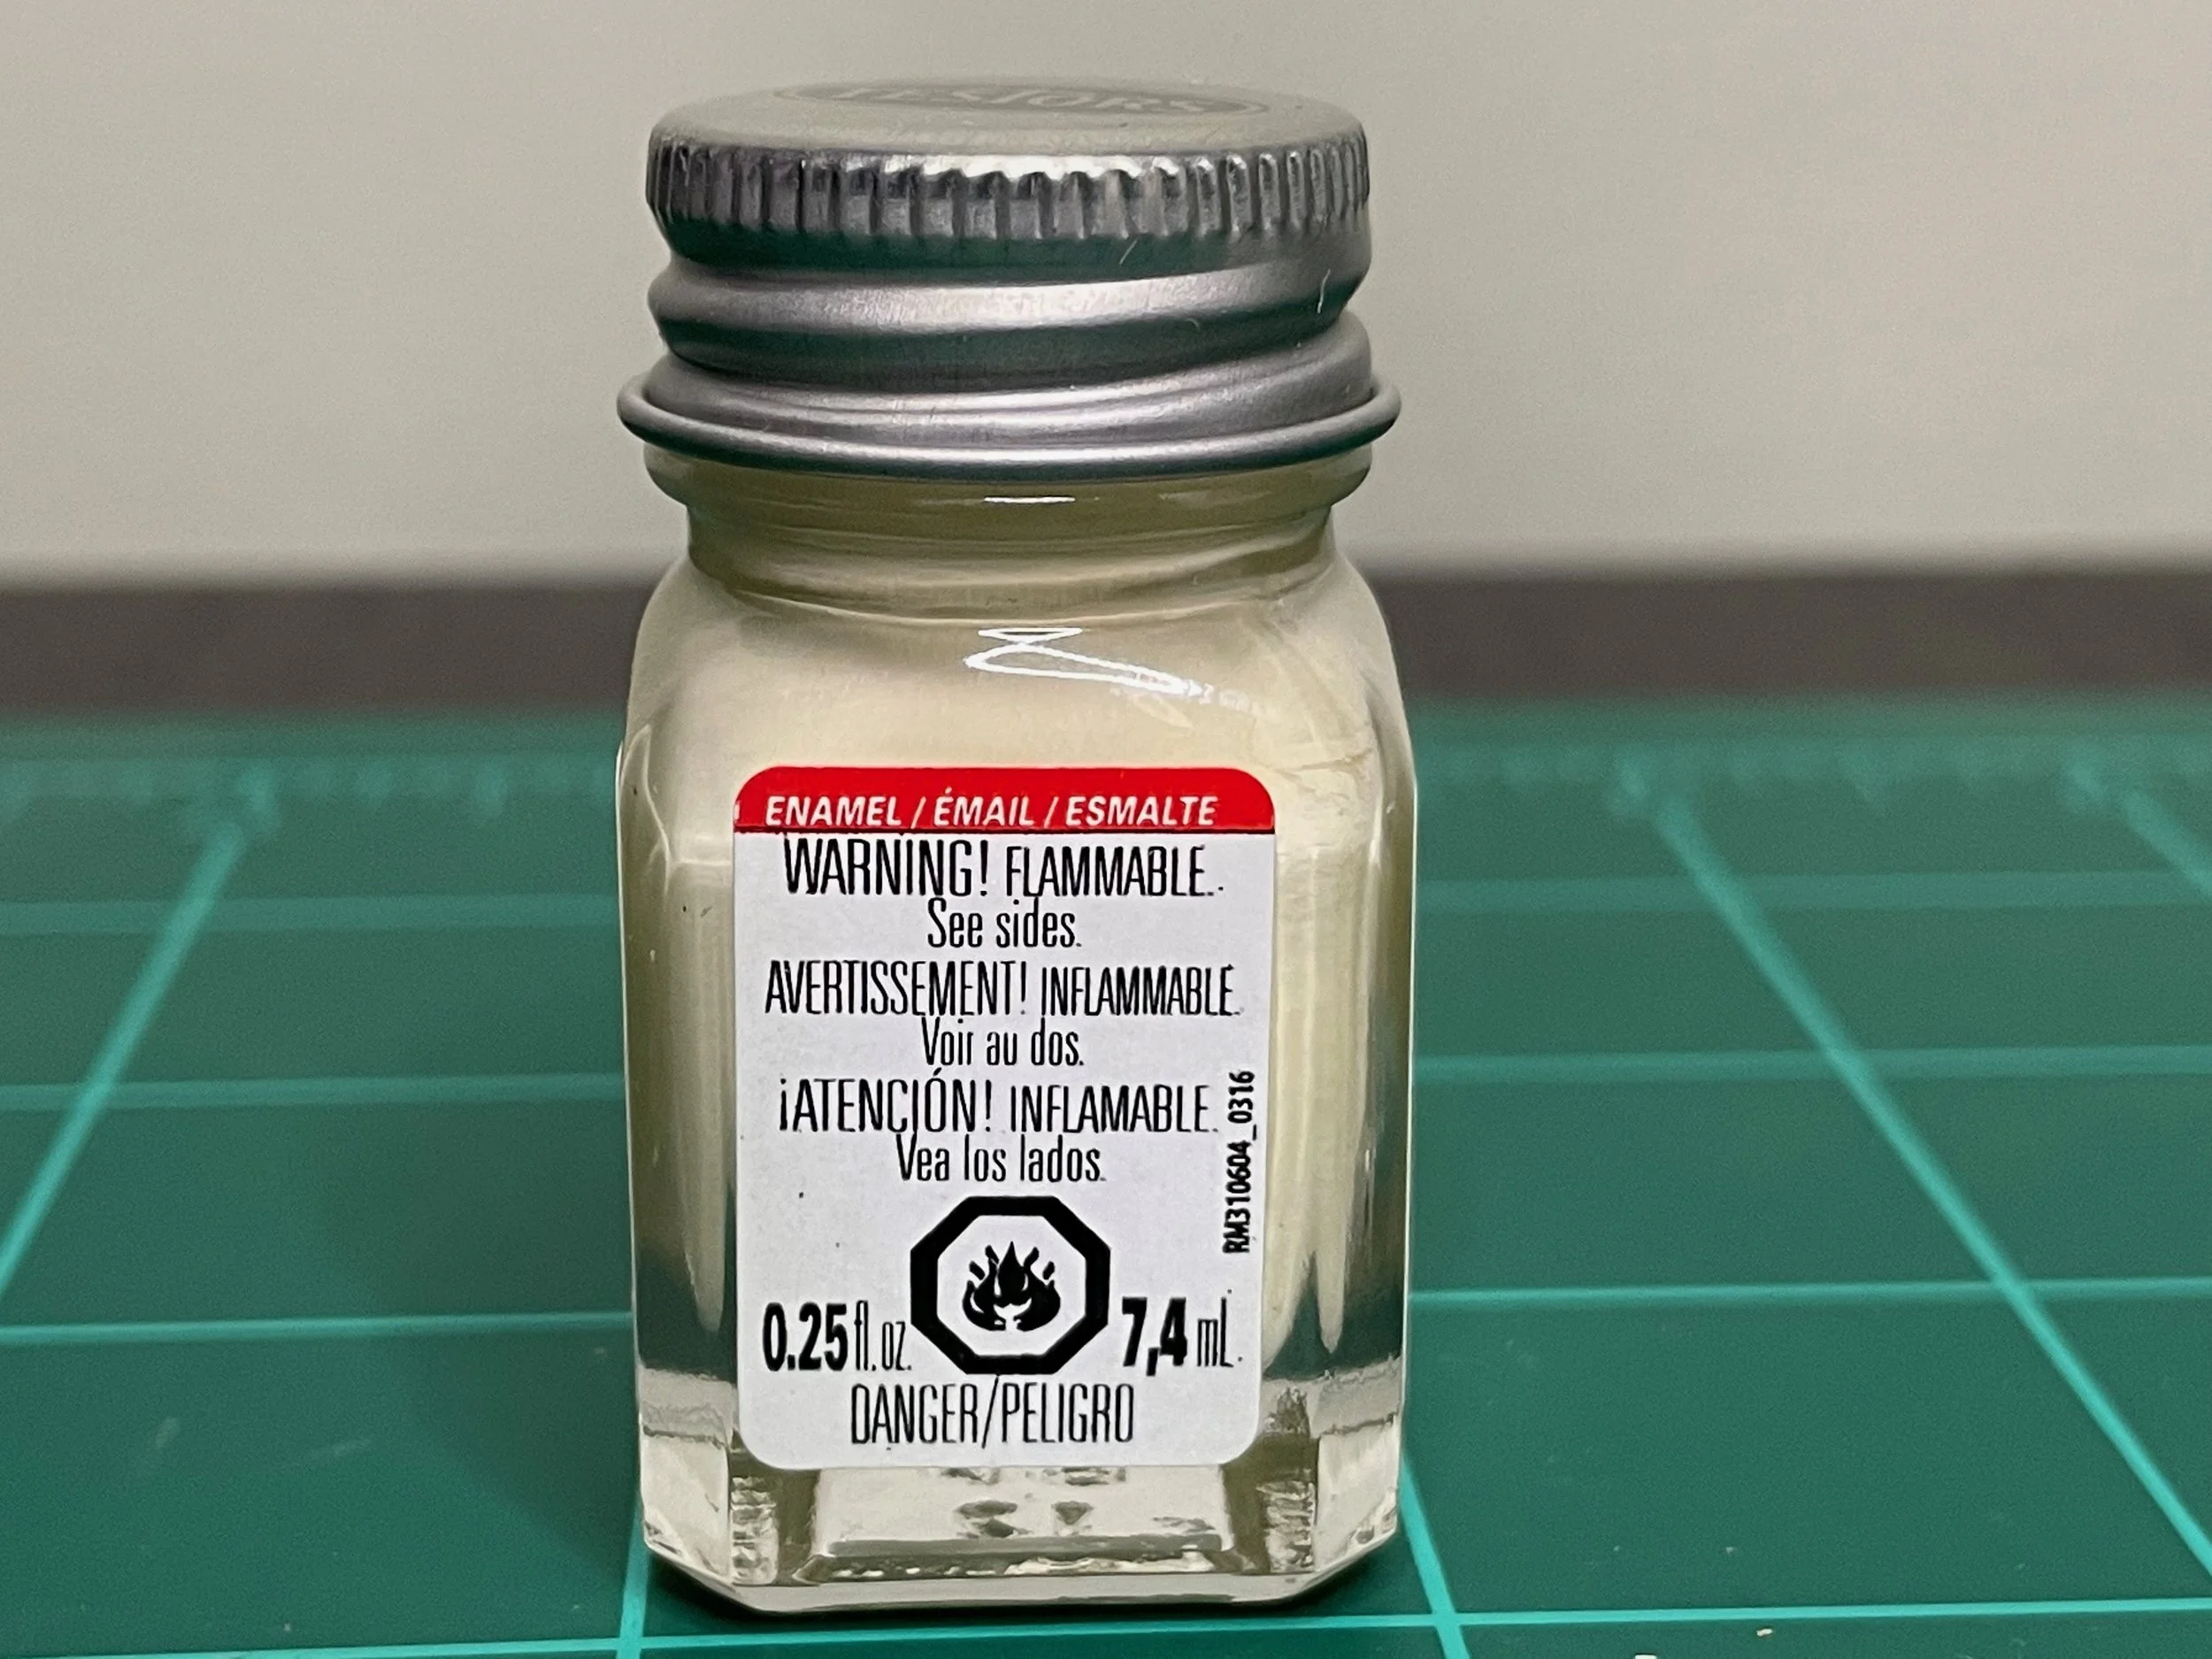 TESTORS
ENAMEL / ÉMAIL / ESMALTE
WARNING! FLAMMABLE.
See sides.
AVERTISSEMENT! INFLAMMABLE.
Voir au dos.
¡ATENCIÓN! INFLAMABLE.
Vea los lados.
RM310604_0316
0.25 fl. oz. 7,4 mL.
DANGER/PELIGRO